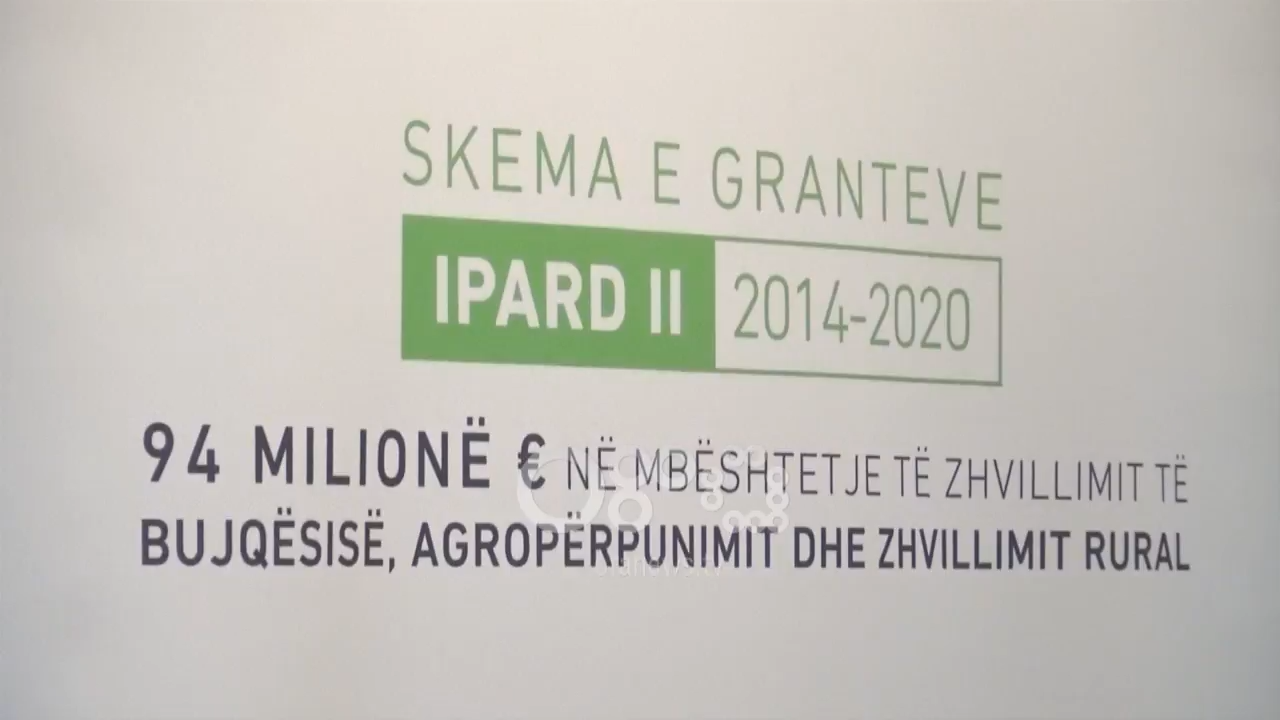 SKEMA E GRANTEVE
IPARD II 2014-2020
94 MILIONË € NË MBËSHTETJE TË ZHVILLIMIT TË
BUJQËSISË, AGROPËRPUNIMIT DHE ZHVILLIMIT RURAL